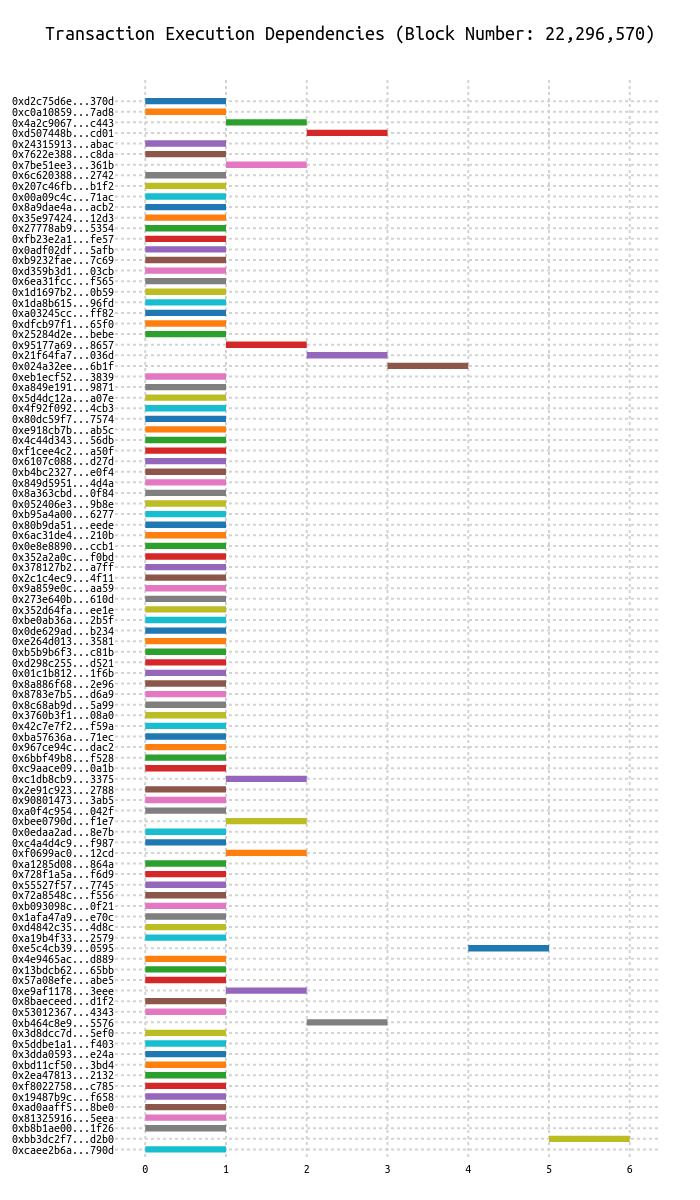 Transaction Execution Dependencies (Block Number: 22,296,570)
0xd2c75d6e...370d
0xc0a10859...7ad8
0x4a2c9067...c443
0xd507448b...cd01
0x24315913...abac
0x7622e388...c8da
0x7be51ee3...361b
0x6c620388...2742
0x207c46fb...b1f2
0x00a09c4c...71ac
0x8a9dae4a...acb2
0x35e97424...12d3
0x27778ab9...5354
0xfb23e2a1...fe57
0x0adf02df...5afb
0xb9232fae...7c69
0xd359b3d1...03cb
0x6ea31fcc...f565
0x1d1697b2...0b59
0x1da8b615...96fd
0xa03245cc...ff82
0xdfcb97f1...65f0
0x25284d2e...bebe
0x95177a69...8657
0x21f64fa7...036d
0x024a32ee...6b1f
0xeb1ecf52...3839
0xa849e191...9871
0x5d4dc12a...a07e
0x4f92f092...4cb3
0x80dc59f7...7574
0xe918cb7b...ab5c
0x4c44d343...56db
0xf1cee4c2...a50f
0x6107c088...d27d
0xb4bc2327...e0f4
0x849d5951...4d4a
0x8a363cbd...0f84
0x052406e3...9b8e
0xb95a4a00...6277
0x80b9da51...eede
0x6ac31de4...210b
0x0e8e8890...ccb1
0x352a2a0c...f0bd
0x378127b2...a7ff
0x2c1c4ec9...4f11
0x9a859e0c...aa59
0x273e640b...610d
0x352d64fa...ee1e
0xbe0ab36a...2b5f
0x0de629ad...b234
0xe264d013...3581
0xb5b9b6f3...c81b
0xd298c255...d521
0x01c1b812...1f6b
0x8a886f68...2e96
0x8783e7b5...d6a9
0x8c68ab9d...5a99
0x3760b3f1...08a0
0x42c7e7f2...f59a
0xba57636a...71ec
0x967ce94c...dac2
0x6bbf49b8...f528
0xc9aace09...0a1b
0xc1db8cb9...3375
0x2e91c923...2788
0x90801473...3ab5
0xa0f4c954...042f
0xbee0790d...f1e7
0x0edaa2ad...8e7b
0xc4a4d4c9...f987
0xf0699ac0...12cd
0xa1285d08...864a
0x728f1a5a...f6d9
0x55527f57...7745
0x72a8548c...f556
0xb093098c...0f21
0x1afa47a9...e70c
0xd4842c35...4d8c
0xa19b4f33...2579
0xe5c4cb39...0595
0x4e9465ac...d889
0x13bdcb62...65bb
0x57a08efe...abe5
0xe9af1178...3eee
0x8baeceed...d1f2
0x53012367...4343
0xb464c8e9...5576
0x3d8dcc7d...5ef0
0x5ddbe1a1...f403
0x3dda0593...e24a
0xbd11cf50...3bd4
0x2ea47813...2132
0xf8022758...c785
0x19487b9c...f658
0xad0aaff5...8be0
0x81325916...5eea
0xb8b1ae00...1f26
0xbb3dc2f7...d2b0
0xcaee2b6a...790d
0 1 2 3 4 5 6